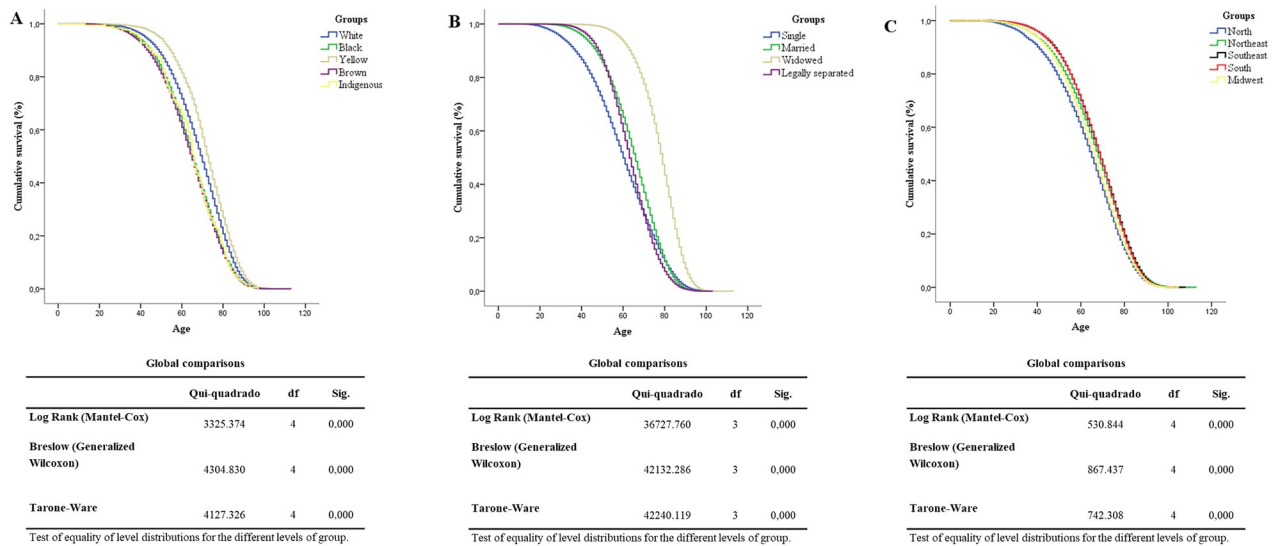 A
Groups
White
Black
Yellow
Brown
Indigenous
Cumulative survival (%)
1,0
0,8
0,6
0,4
0,2
0,0
0 20 40 60 80 100 120
Age
Global comparisons
Qui-quadrado df Sig.
Log Rank (Mantel-Cox) 3325.374 4 0,000
Breslow (Generalized
Wilcoxon) 4304.830 4 0,000
Tarone-Ware 4127.326 4 0,000
Test of equality of level distributions for the different levels of group.
B
Groups
Single
Married
Widowed
Legally separated
Cumulative survival (%)
1,0
0,8
0,6
0,4
0,2
0,0
0 20 40 60 80 100 120
Age
Global comparisons
Qui-quadrado df Sig.
Log Rank (Mantel-Cox) 36727.760 3 0,000
Breslow (Generalized
Wilcoxon) 42132.286 3 0,000
Tarone-Ware 42240.119 3 0,000
Test of equality of level distributions for the different levels of group.
C
Groups
North
Northeast
Southeast
South
Midwest
Cumulative survival (%)
1,0
0,8
0,6
0,4
0,2
0,0
0 20 40 60 80 100 120
Age
Global comparisons
Qui-quadrado df Sig.
Log Rank (Mantel-Cox) 530.844 4 0,000
Breslow (Generalized
Wilcoxon) 867.437 4 0,000
Tarone-Ware 742.308 4 0,000
Test of equality of level distributions for the different levels of group.